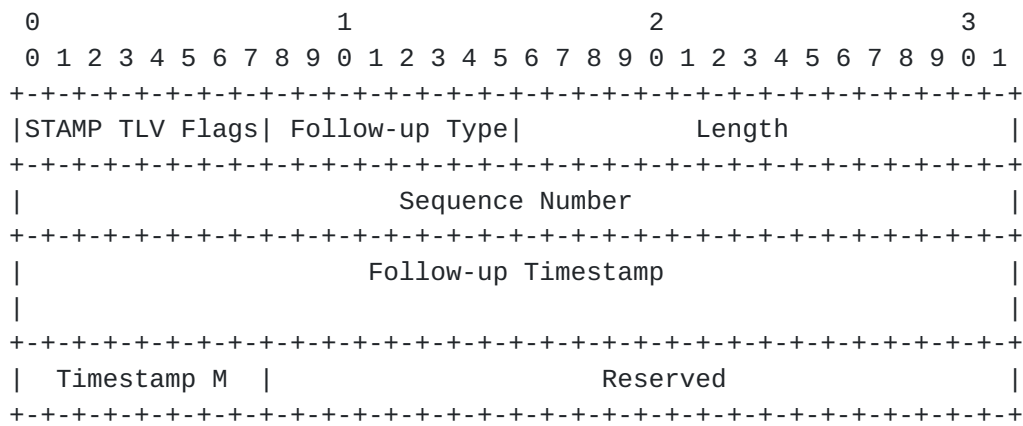 0                   1                   2                   3
 0 1 2 3 4 5 6 7 8 9 0 1 2 3 4 5 6 7 8 9 0 1 2 3 4 5 6 7 8 9 0 1
+-+-+-+-+-+-+-+-+-+-+-+-+-+-+-+-+-+-+-+-+-+-+-+-+-+-+-+-+-+-+-+-+
|STAMP TLV Flags| Follow-up Type|           Length              |
+-+-+-+-+-+-+-+-+-+-+-+-+-+-+-+-+-+-+-+-+-+-+-+-+-+-+-+-+-+-+-+-+
|                        Sequence Number                        |
+-+-+-+-+-+-+-+-+-+-+-+-+-+-+-+-+-+-+-+-+-+-+-+-+-+-+-+-+-+-+-+-+
|                      Follow-up Timestamp                      |
|                                                               |
+-+-+-+-+-+-+-+-+-+-+-+-+-+-+-+-+-+-+-+-+-+-+-+-+-+-+-+-+-+-+-+-+
|  Timestamp M  |                     Reserved                  |
+-+-+-+-+-+-+-+-+-+-+-+-+-+-+-+-+-+-+-+-+-+-+-+-+-+-+-+-+-+-+-+-+